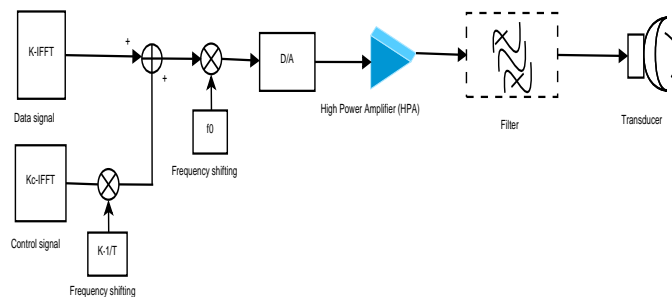 K-IFFT
Data signal
+
+
f0
Frequency shifting
D/A
High Power Amplifier (HPA)
Filter
Transducer
Kc-IFFT
Control signal
K-1/T
Frequency shifting